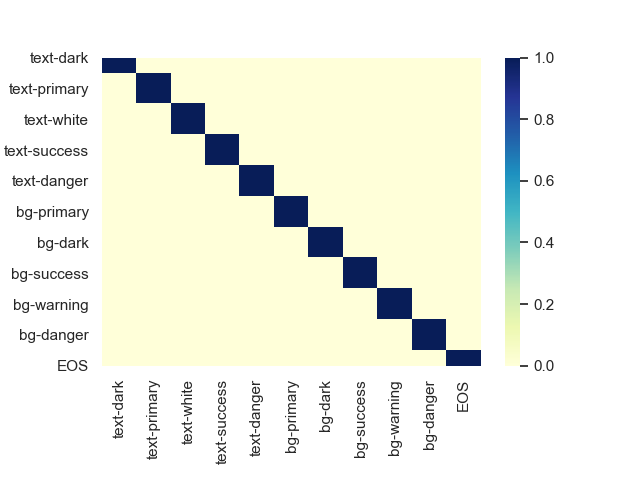 text-dark
text-primary
text-white
text-success
text-danger
bg-primary
bg-dark
bg-success
bg-warning
bg-danger
EOS
text-dark
text-primary
text-white
text-success
text-danger
bg-primary
bg-dark
bg-success
bg-warning
bg-danger
EOS
1.0
0.8
0.6
0.4
0.2
0.0